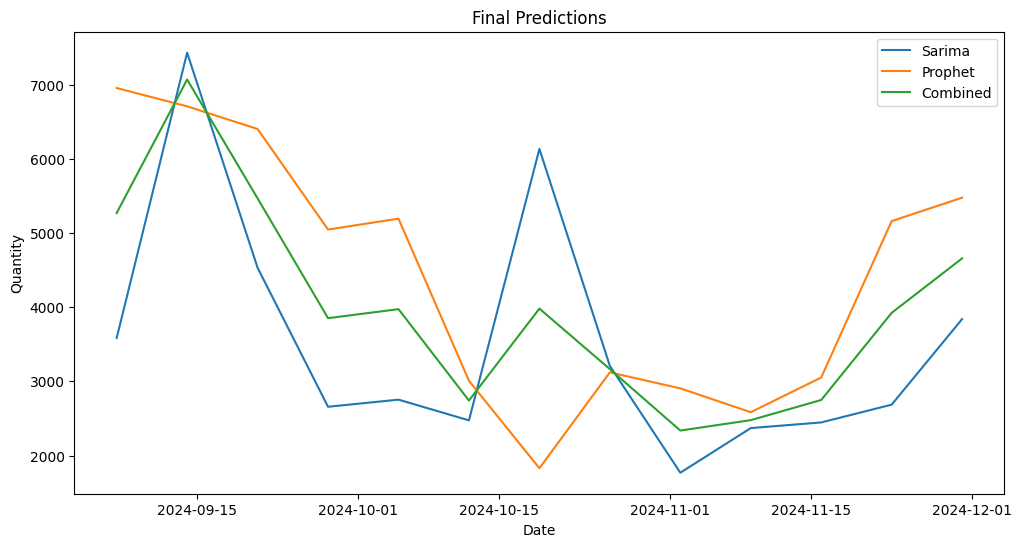 Final Predictions
Sarima
Prophet
Combined
Quantity
7000
6000
5000
4000
3000
2000
2024-09-15 2024-10-01 2024-10-15 2024-11-01 2024-11-15 2024-12-01
Date